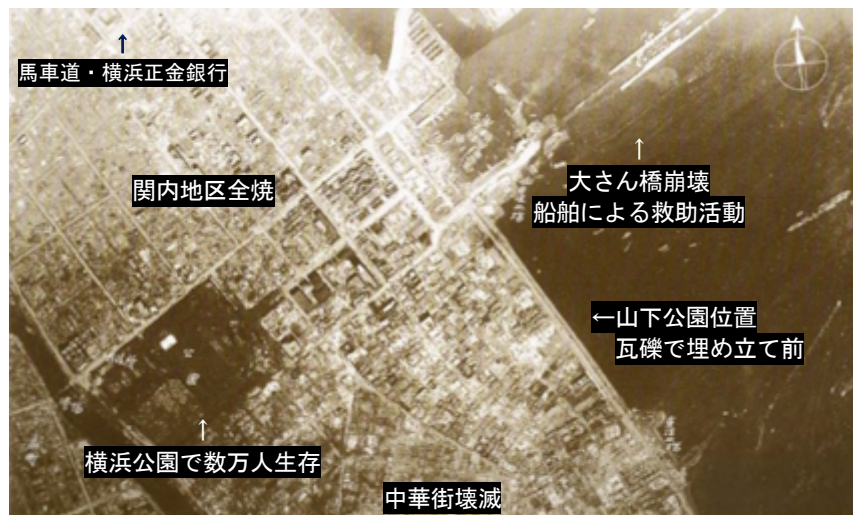 ↑
馬車道・横浜正金銀行
関内地区全焼
↑
大さん橋崩壊
船舶による救助活動
←山下公園位置
瓦礫で埋め立て前
↑
横浜公園で数万人生存
中華街壊滅